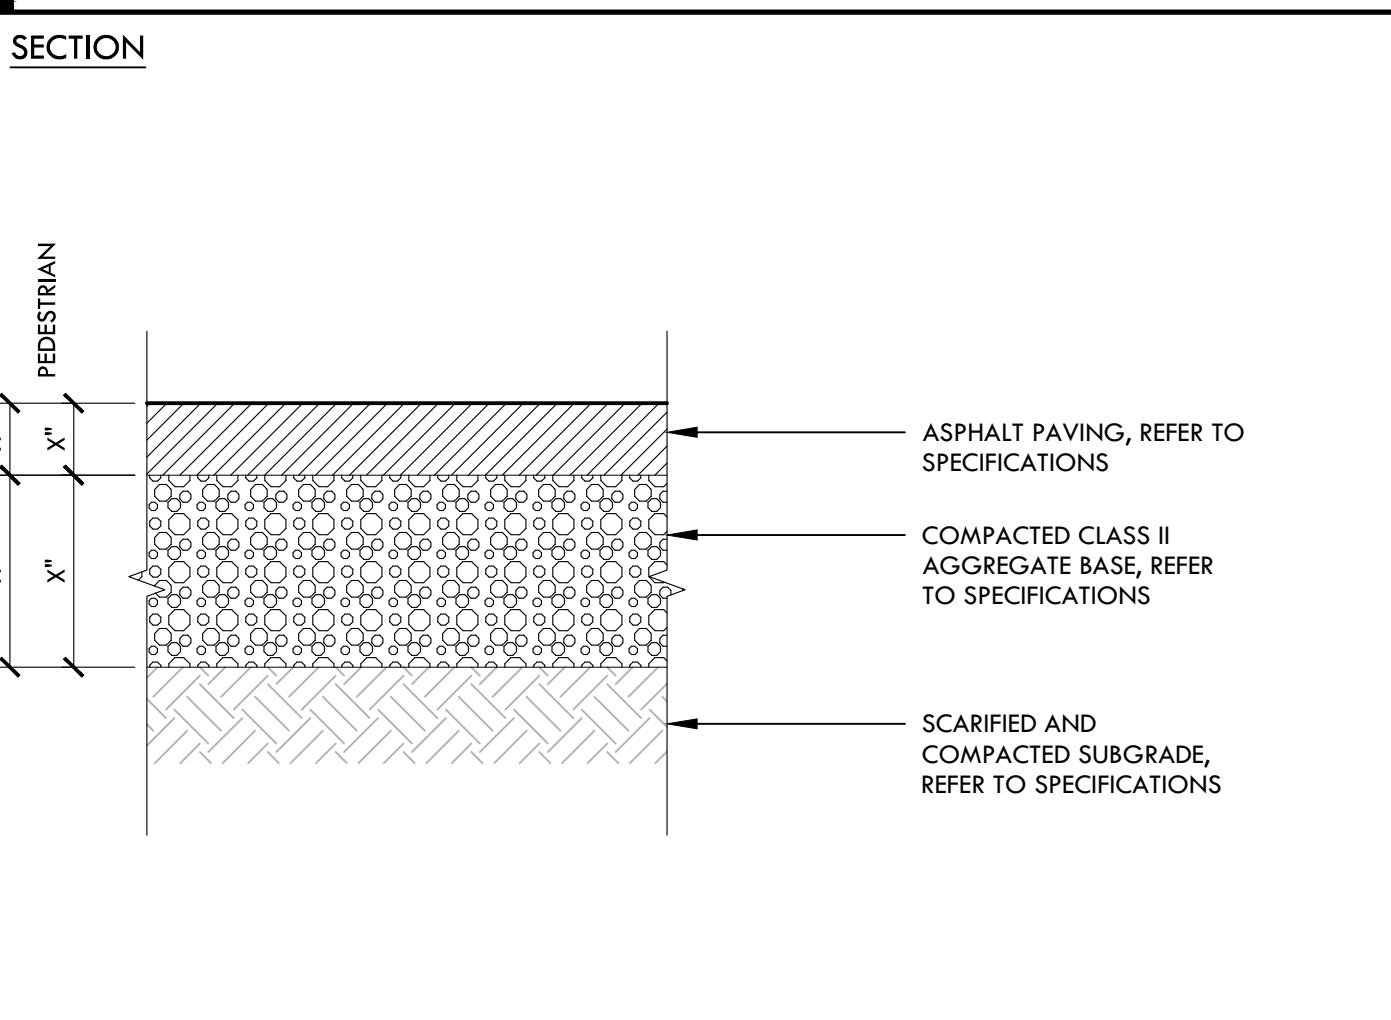 SECTION
PEDESTRIAN
X"
X"
ASPHALT PAVING, REFER TO
SPECIFICATIONS
COMPACTED CLASS II
AGGREGATE BASE, REFER
TO SPECIFICATIONS
SCARIFIED AND
COMPACTED SUBGRADE,
REFER TO SPECIFICATIONS